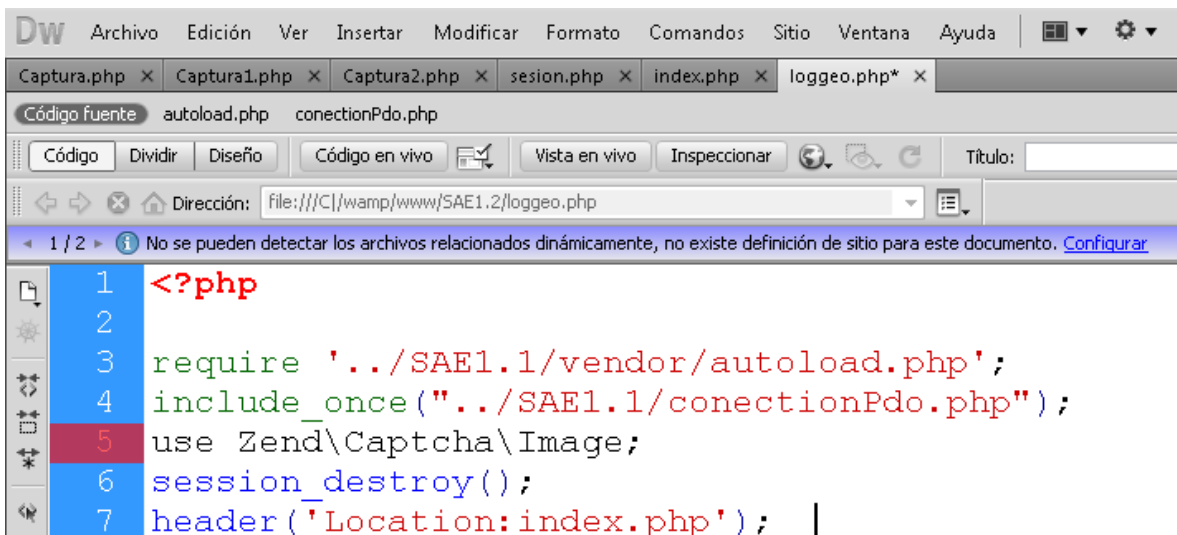 Dw Archivo Edición Ver Insertar Modificar Formato Comandos Sitio Ventana Ayuda
Captura.php × Captura1.php × Captura2.php × sesion.php × index.php × loggeo.php* ×
Código fuente autoload.php conectionPdo.php
Código Dividir Diseño Código en vivo Vista en vivo Inspeccionar Título:
Dirección: file:///C|/wamp/www/SAE1.2/loggeo.php
1 / 2 No se pueden detectar los archivos relacionados dinámicamente, no existe definición de sitio para este documento. Configurar
1 <?php
2
3 require '../SAE1.1/vendor/autoload.php';
4 include_once("../SAE1.1/conectionPdo.php");
5 use Zend\Captcha\Image;
6 session_destroy();
7 header('Location:index.php');